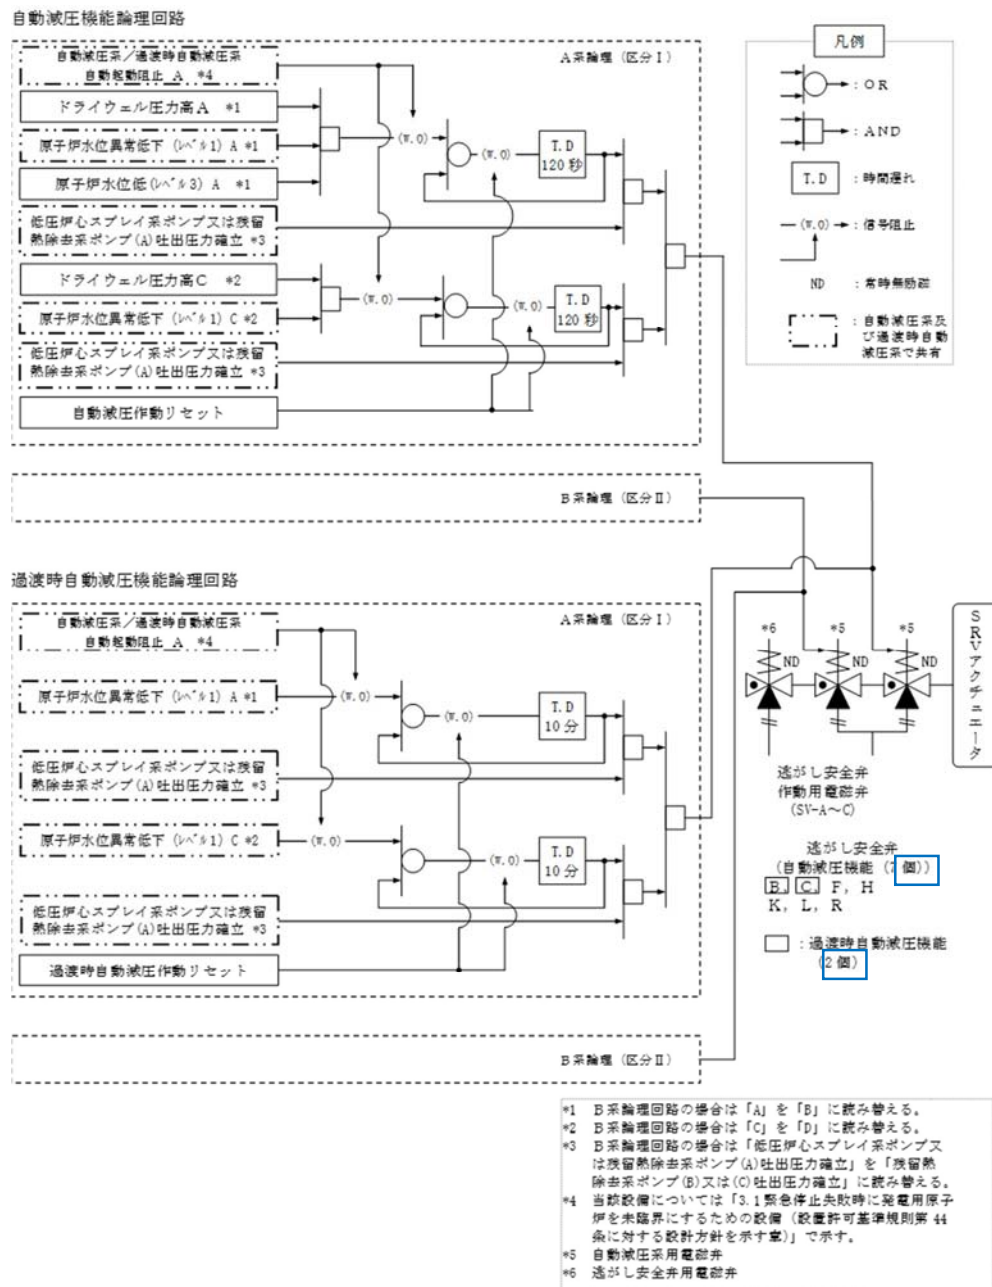 自動減圧機能論理回路
A系論理(区分Ⅰ)
自動減圧系/過渡時自動減圧系
自動起動阻止 A *4
ドライウェル圧力高A *1
原子炉水位異常低下(レベル1)A *1
原子炉水位低(レベル3)A *1
低圧炉心スプレイ系ポンプ又は残留
熱除去系ポンプ(A)吐出圧力確立 *3
ドライウェル圧力高C *2
原子炉水位異常低下(レベル1)C *2
低圧炉心スプレイ系ポンプ又は残留
熱除去系ポンプ(A)吐出圧力確立 *3
自動減圧作動リセット
(W.O)
(W.O)
T.D
120秒
(W.O)
(W.O)
T.D
120秒
凡例
:OR
:AND
T.D :時間遅れ
(W.O) :信号阻止
ND :常時無励磁
:自動減圧系及
び過渡時自動
減圧系で共有
B系論理(区分Ⅱ)
過渡時自動減圧機能論理回路
A系論理(区分Ⅰ)
自動減圧系/過渡時自動減圧系
自動起動阻止 A *4
原子炉水位異常低下(レベル1)A *1
低圧炉心スプレイ系ポンプ又は残留
熱除去系ポンプ(A)吐出圧力確立 *3
原子炉水位異常低下(レベル1)C *2
低圧炉心スプレイ系ポンプ又は残留
熱除去系ポンプ(A)吐出圧力確立 *3
過渡時自動減圧作動リセット
(W.O)
(W.O)
T.D
10分
(W.O)
(W.O)
T.D
10分
B系論理(区分Ⅱ)
*6 *5 *5
ND ND ND
SRVアクチュエータ
逃がし安全弁
作動用電磁弁
(SV-A~C)
逃がし安全弁
(自動減圧機能(7個))
B, C, F, H
K, L, R
:過渡時自動減圧機能
(2個)
*1 B系論理回路の場合は「A」を「B」に読み替える。
*2 B系論理回路の場合は「C」を「D」に読み替える。
*3 B系論理回路の場合は「低圧炉心スプレイ系ポンプ又
は残留熱除去系ポンプ(A)吐出圧力確立」を「残留熱
除去系ポンプ(B)又は(C)吐出圧力確立」に読み替える。
*4 当該設備については「3.1緊急停止失敗時に発電用原子
炉を未臨界にするための設備(設置許可基準規則第44
条に対する設計方針を示す章)」で示す。
*5 自動減圧系用電磁弁
*6 逃がし安全弁用電磁弁